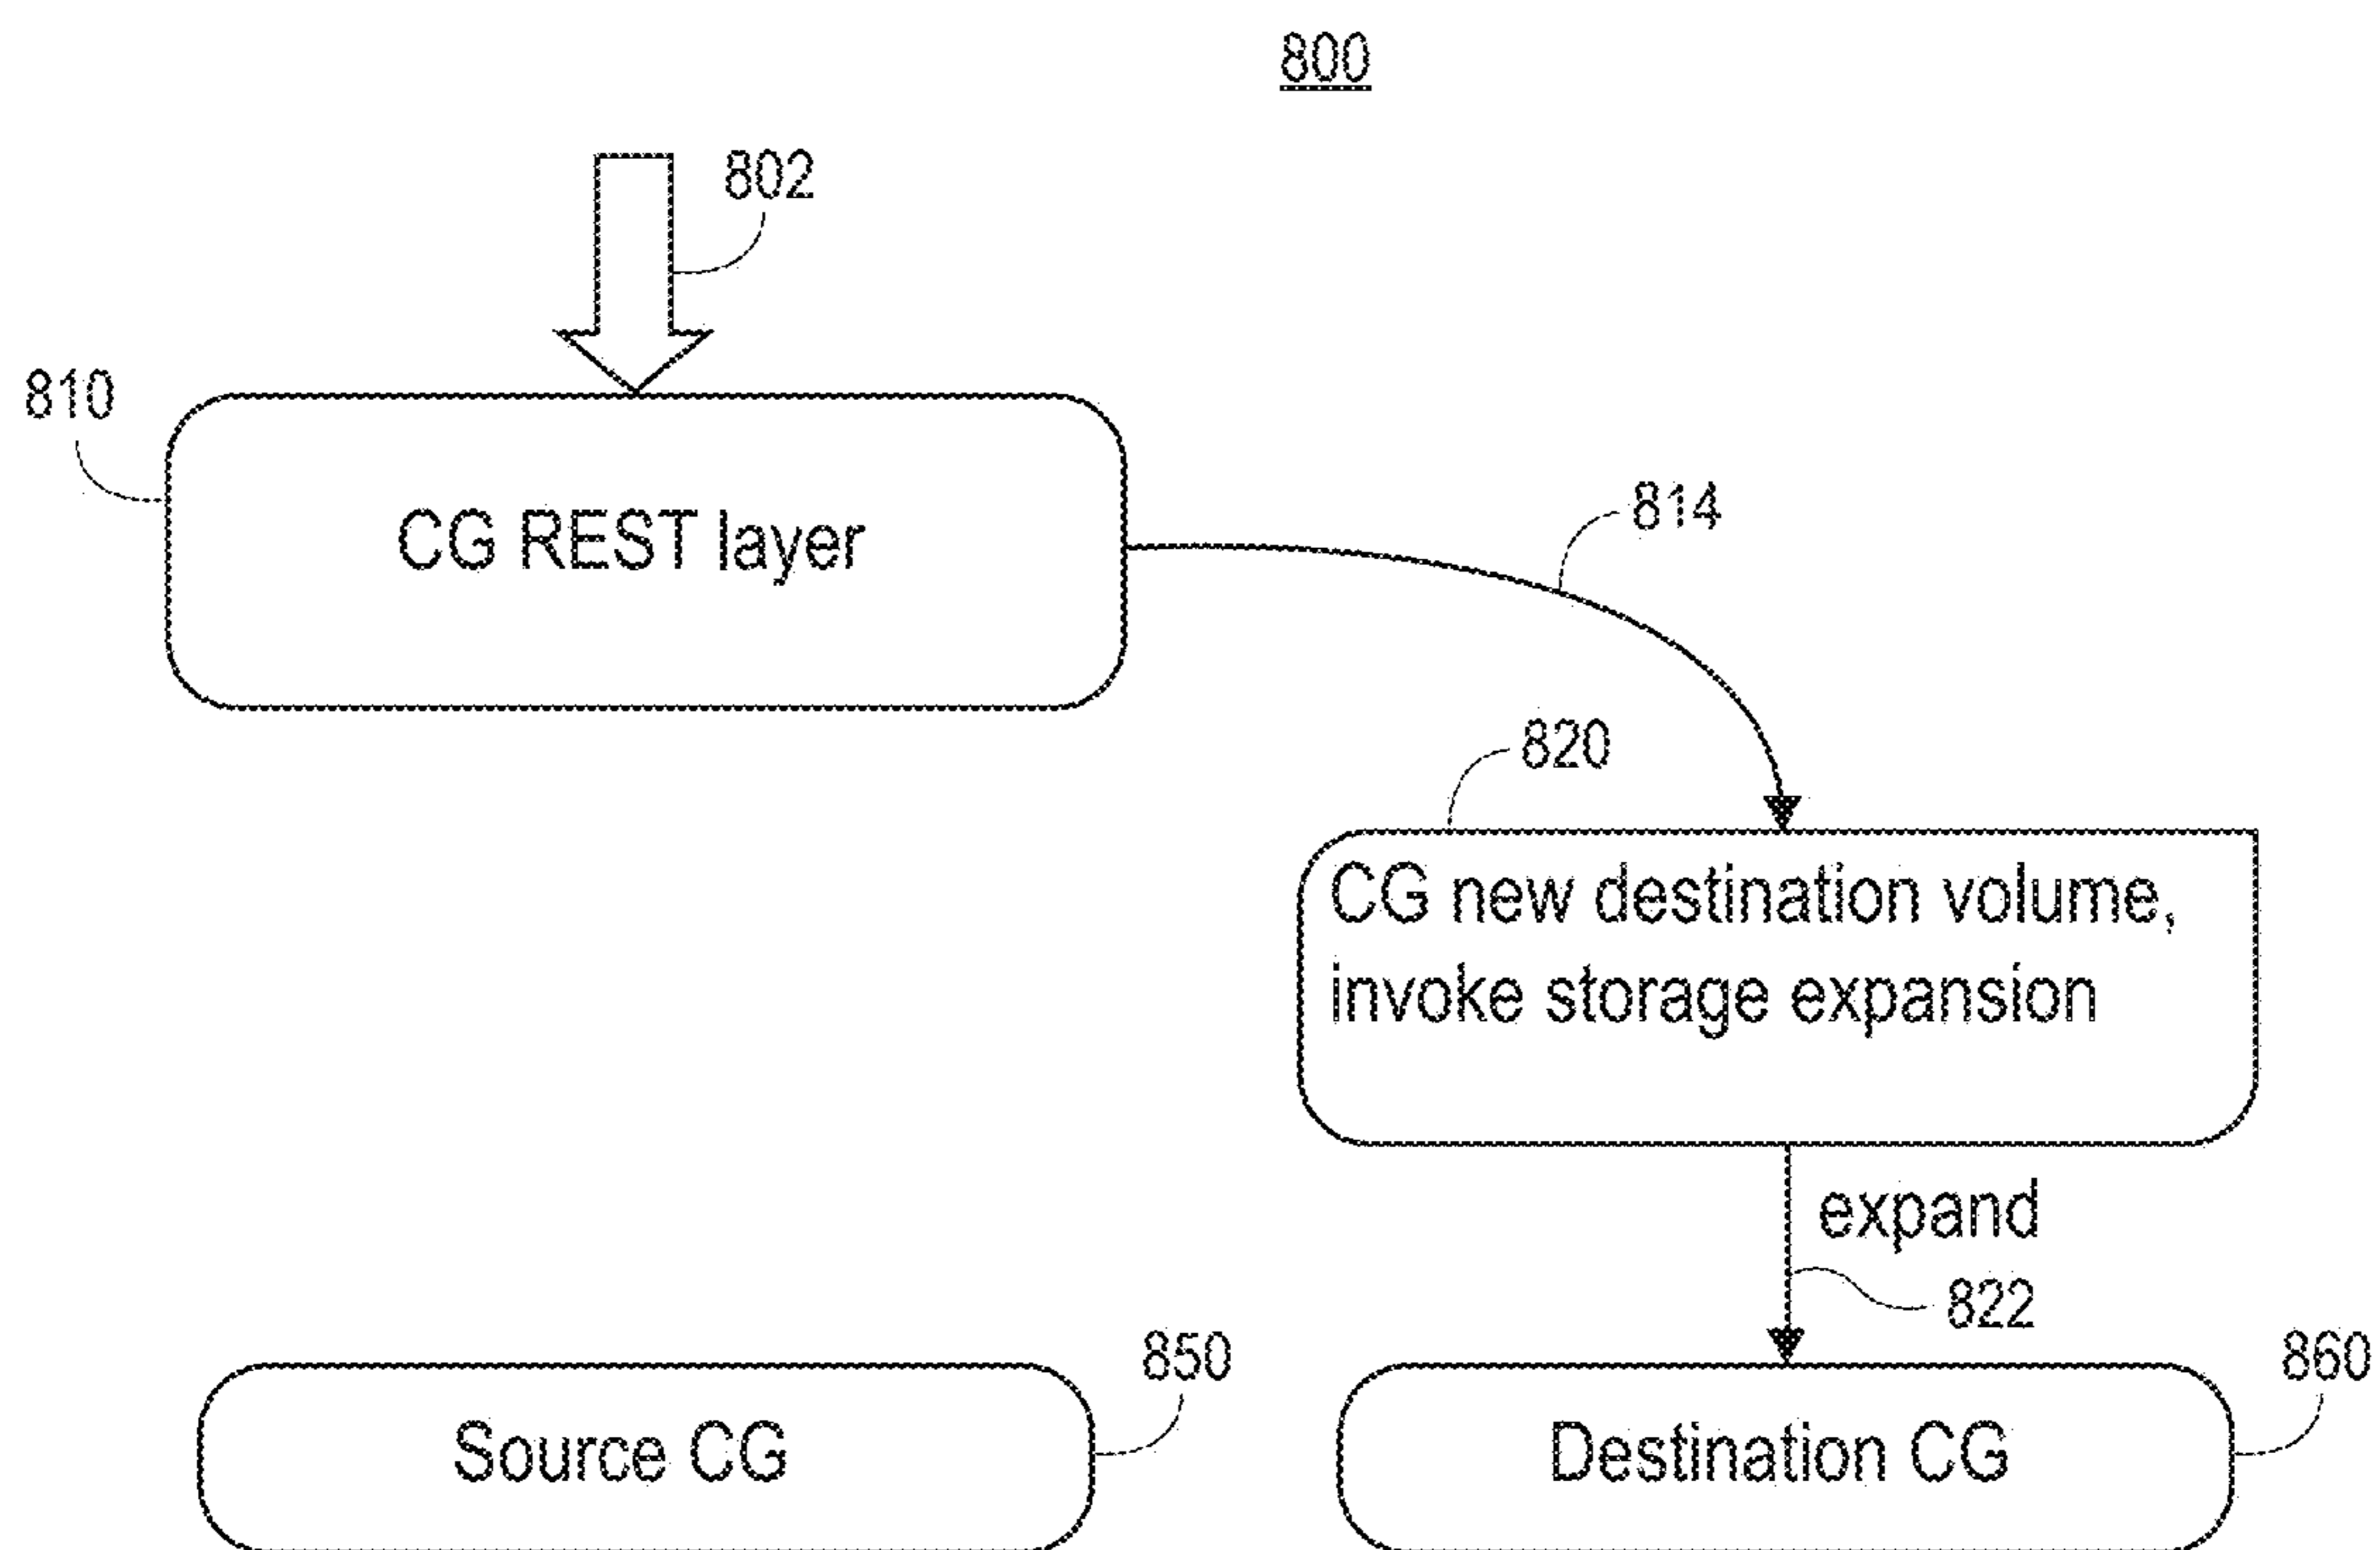 800
802
810
CG REST layer
814
820
CG new destination volume,
invoke storage expansion
expand
822
850
860
Source CG
Destination CG